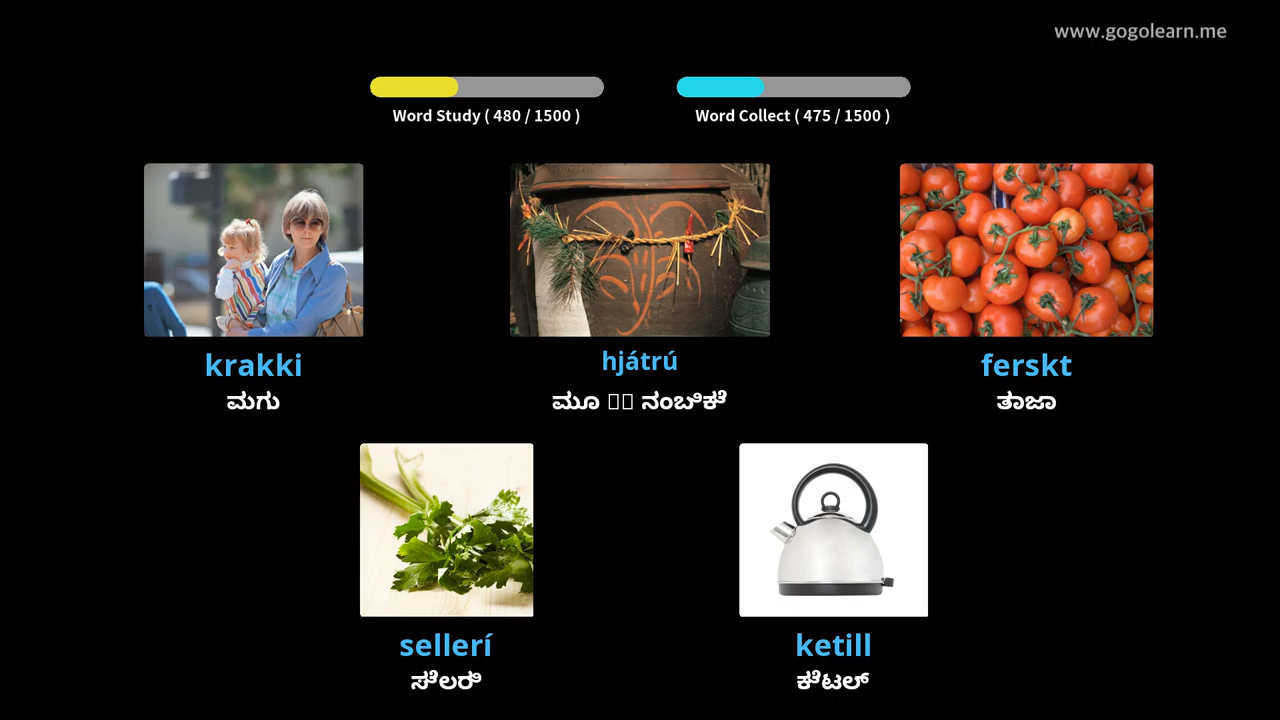 www.gogolearn.me
Word Study ( 480 / 1500 )
Word Collect ( 475 / 1500 )
krakki
ಮಗು
hjátrú
ಮೂ ನಂಬಿಕೆ
ferskt
ತಾಜಾ
sellerí
ಸೆಲರಿ
ketill
ಕೆಟಲ್